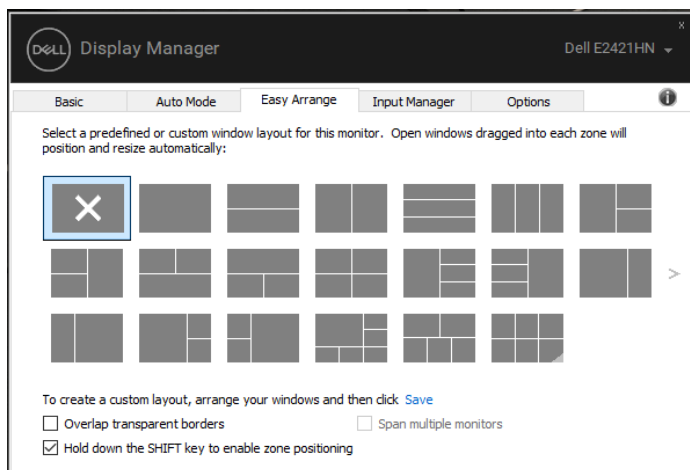 x
DELL Display Manager Dell E2421HN
Basic Auto Mode Easy Arrange Input Manager Options i
Select a predefined or custom window layout for this monitor. Open windows dragged into each zone will
position and resize automatically:
>
To create a custom layout, arrange your windows and then click Save
Overlap transparent borders Span multiple monitors
Hold down the SHIFT key to enable zone positioning